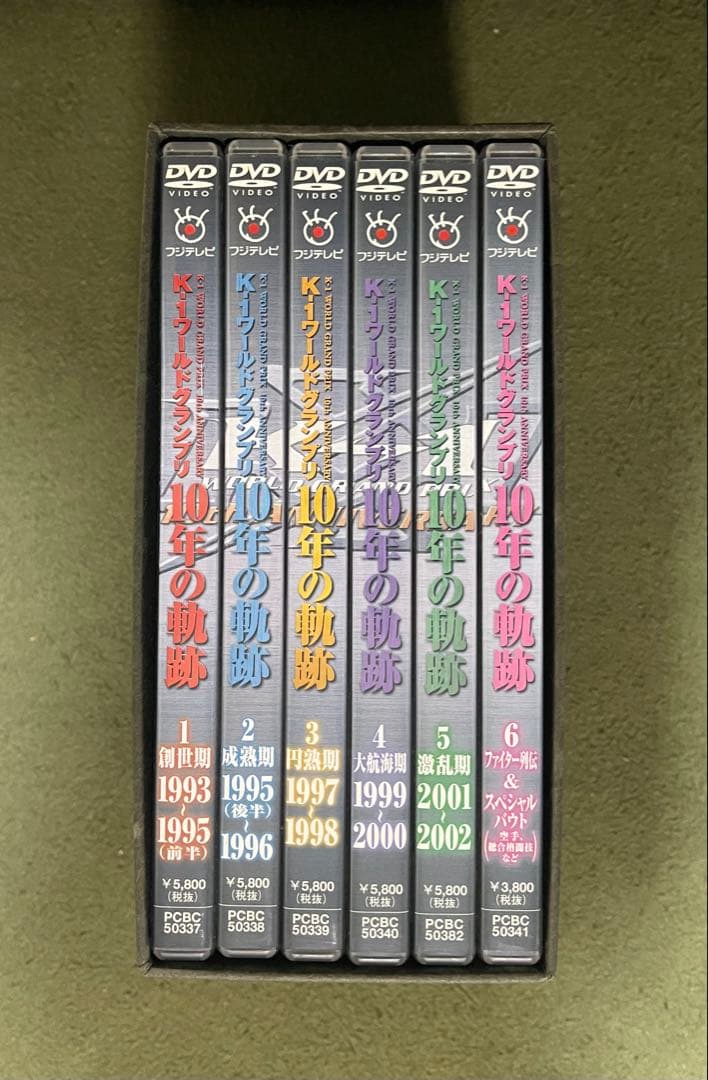 DVD
VIDEO
フジテレビ
K-1 WORLD GRAND PRIX 10th ANNIVERSARY
K-1ワールドグランプリ
10年の軌跡
1
創世期
1993
〜
1995
(前半)
￥5,800
(税抜)
PCBC
50337
DVD
VIDEO
フジテレビ
K-1 WORLD GRAND PRIX 10th ANNIVERSARY
K-1ワールドグランプリ
10年の軌跡
2
成熟期
1995
(後半)
〜
1996
￥5,800
(税抜)
PCBC
50338
DVD
VIDEO
フジテレビ
K-1 WORLD GRAND PRIX 10th ANNIVERSARY
K-1ワールドグランプリ
10年の軌跡
3
円熟期
1997
〜
1998
￥5,800
(税抜)
PCBC
50339
DVD
VIDEO
フジテレビ
K-1 WORLD GRAND PRIX 10th ANNIVERSARY
K-1ワールドグランプリ
10年の軌跡
4
大航海期
1999
〜
2000
￥5,800
(税抜)
PCBC
50340
DVD
VIDEO
フジテレビ
K-1 WORLD GRAND PRIX 10th ANNIVERSARY
K-1ワールドグランプリ
10年の軌跡
5
激乱期
2001
〜
2002
￥5,800
(税抜)
PCBC
50382
DVD
VIDEO
フジテレビ
K-1 WORLD GRAND PRIX 10th ANNIVERSARY
K-1ワールドグランプリ
10年の軌跡
6
ファイター列伝
&
スペシャル
バウト
(空手、
総合格闘技
など)
￥3,800
(税抜)
PCBC
50341
WORLD GRAND PRIX